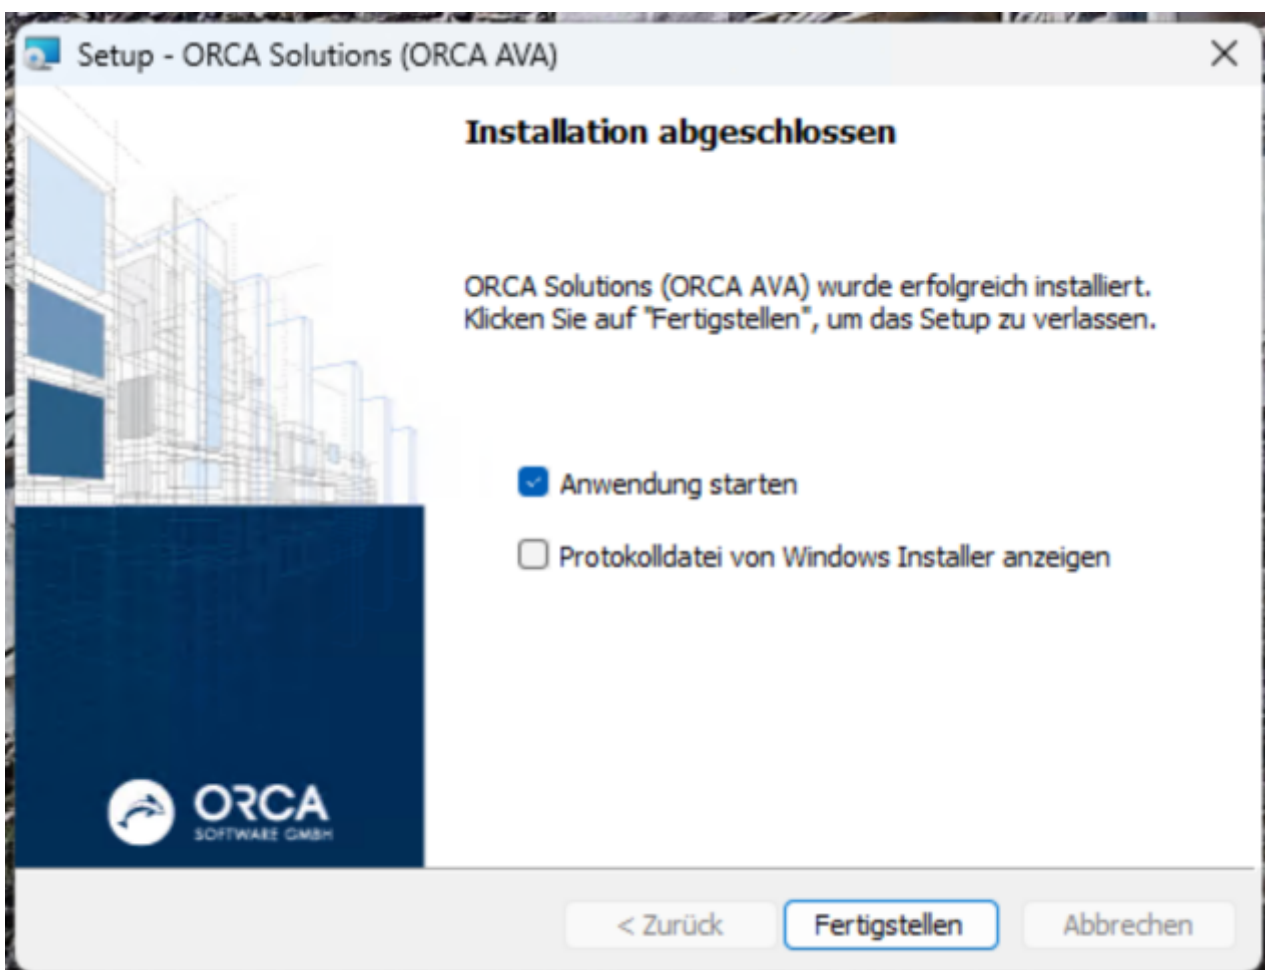 Setup - ORCA Solutions (ORCA AVA)
Installation abgeschlossen
ORCA Solutions (ORCA AVA) wurde erfolgreich installiert.
Klicken Sie auf "Fertigstellen", um das Setup zu verlassen.
Anwendung starten
Protokolldatei von Windows Installer anzeigen
ORCA
SOFTWARE GMBH
< Zurück
Fertigstellen
Abbrechen